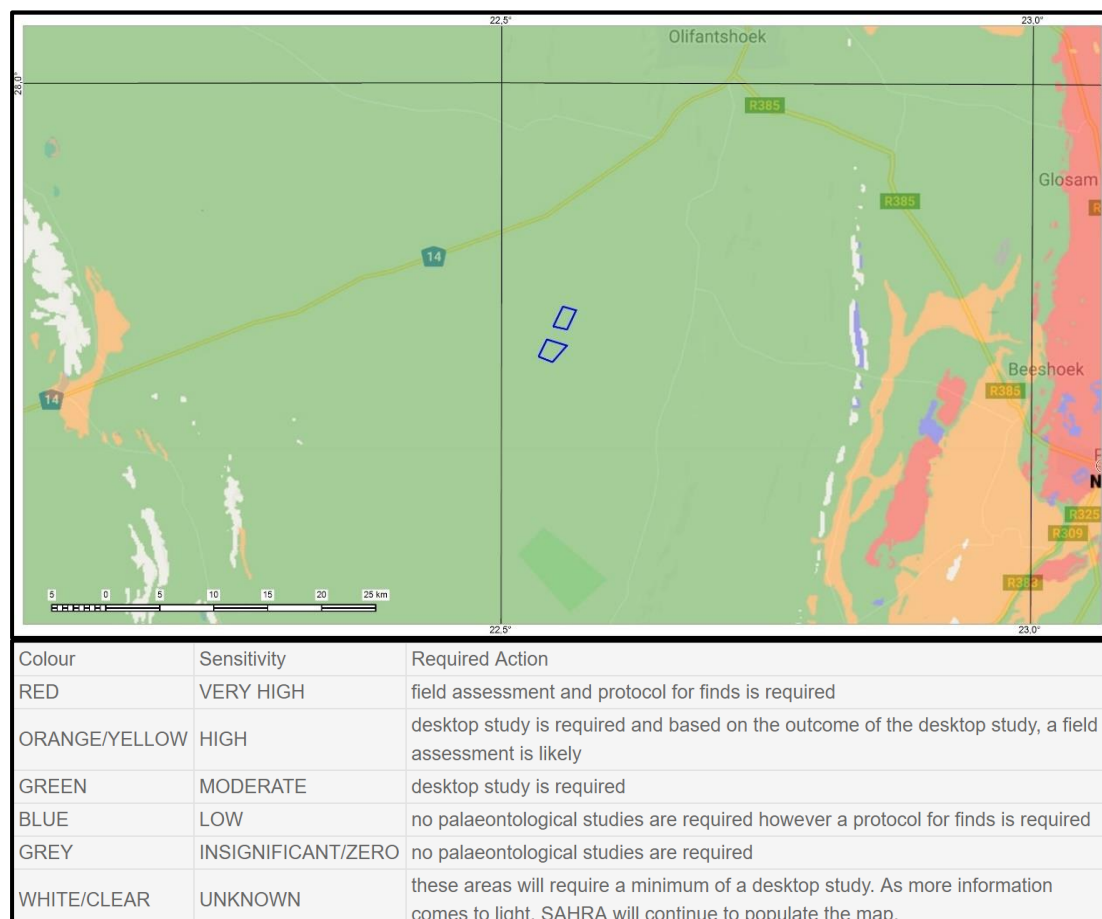 22,5°
23.0°
Olifantshoek
28,0°
R385
Glosam
R385
R
14
Beeshoek
R385
14
N
R325
R309
R383
5 0 5 10 15 20 25 km
22.5°
23.0°
Colour Sensitivity Required Action
RED VERY HIGH field assessment and protocol for finds is required
ORANGE/YELLOW HIGH desktop study is required and based on the outcome of the desktop study, a field
assessment is likely
GREEN MODERATE desktop study is required
BLUE LOW no palaeontological studies are required however a protocol for finds is required
GREY INSIGNIFICANT/ZERO no palaeontological studies are required
WHITE/CLEAR UNKNOWN these areas will require a minimum of a desktop study. As more information
comes to light, SAHRA will continue to populate the map.